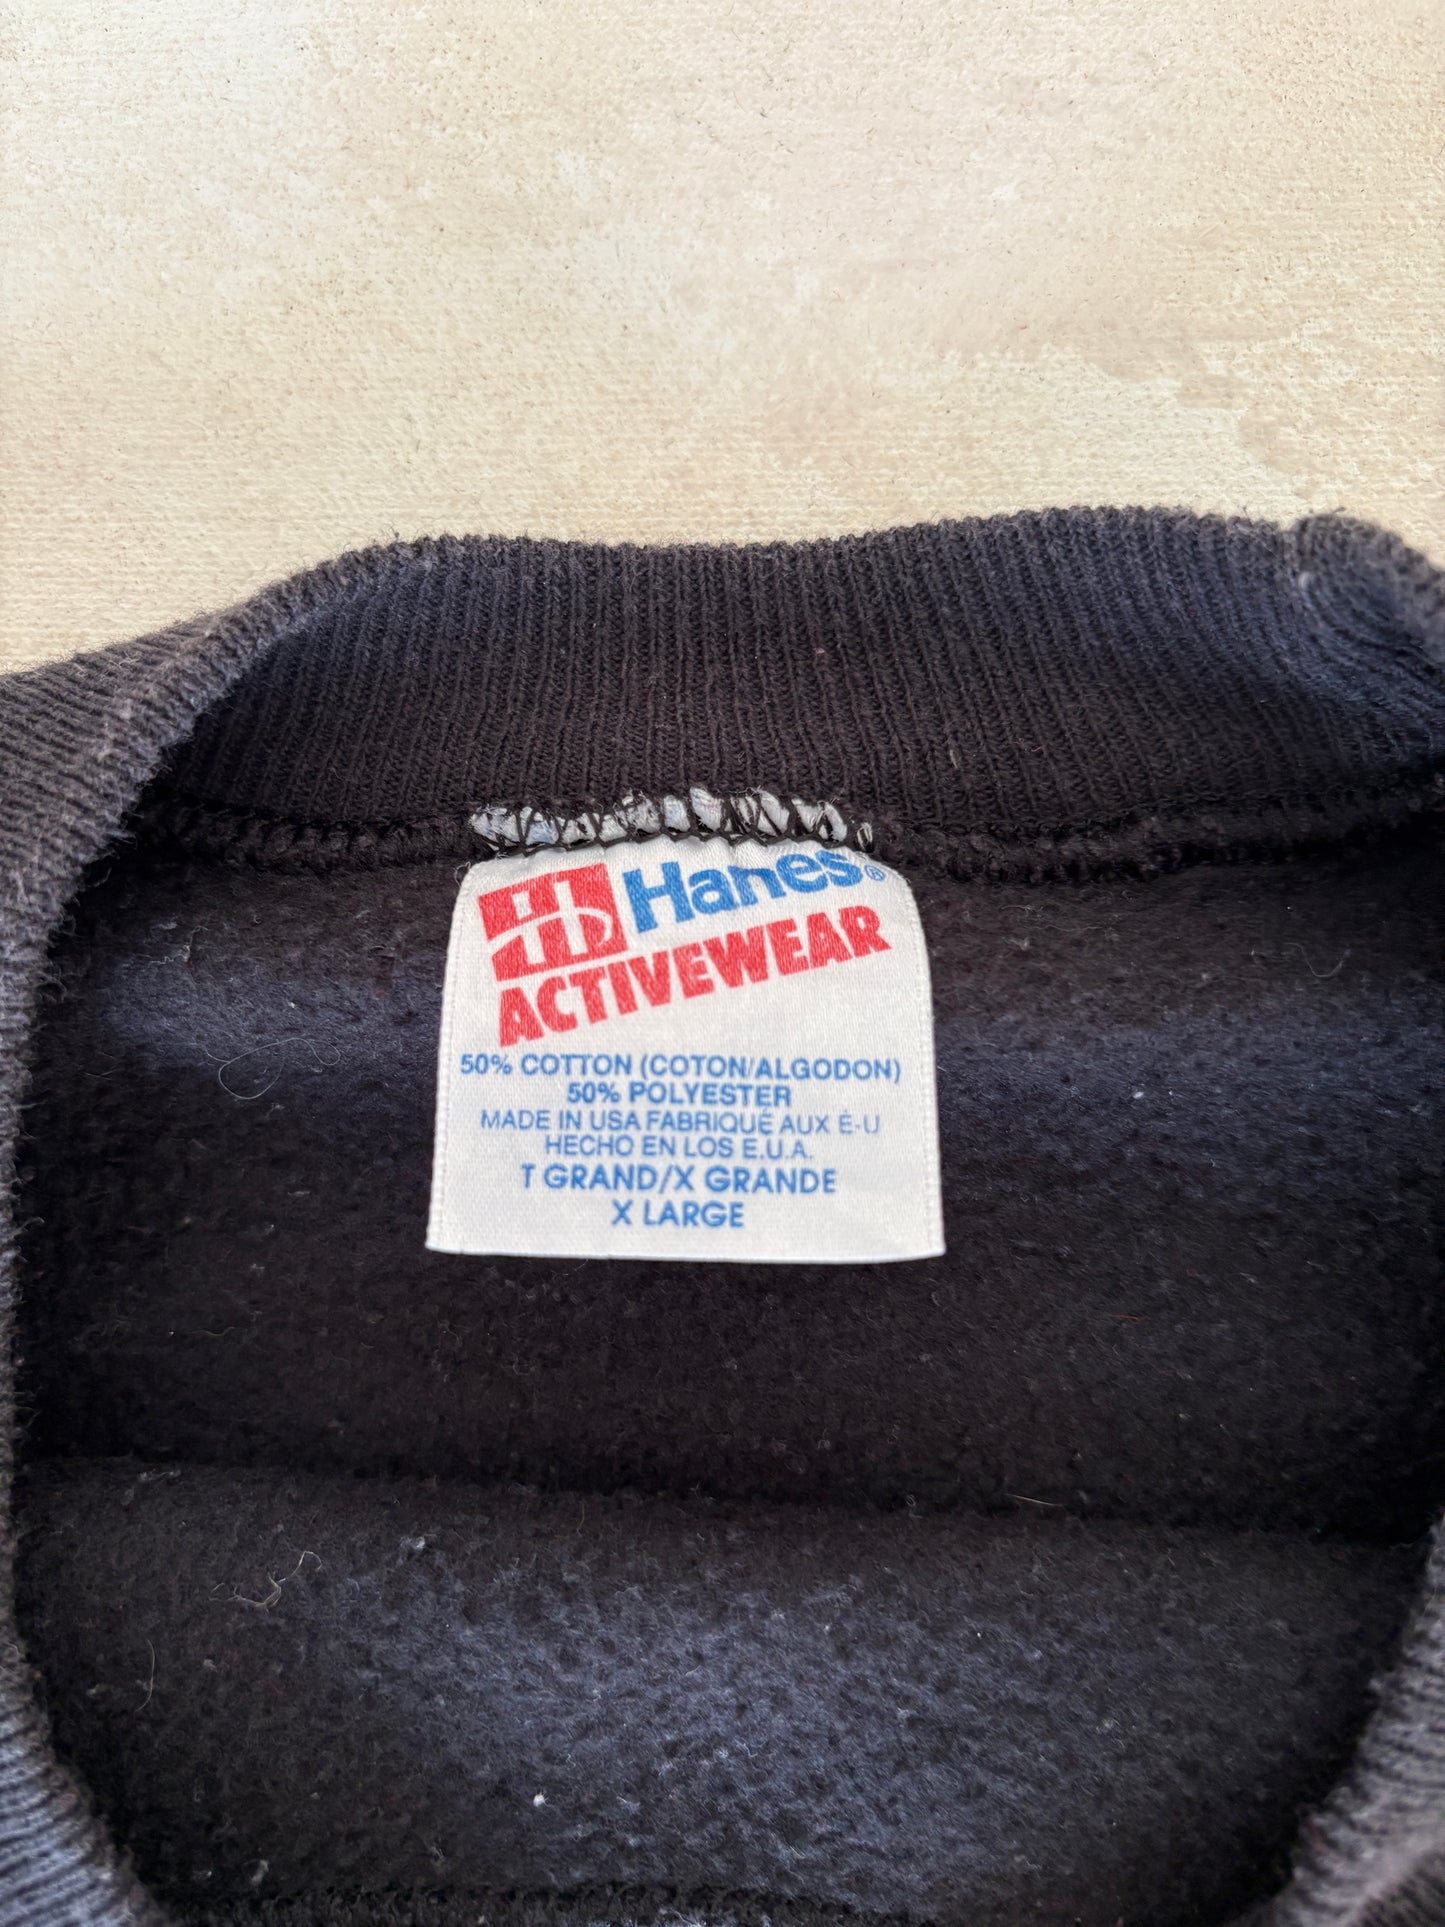 Hanes®
ACTIVEWEAR
50% COTTON (COTON/ALGODON)
50% POLYESTER
MADE IN USA FABRIQUÉ AUX É-U
HECHO EN LOS E.U.A.
T GRAND/X GRANDE
X LARGE